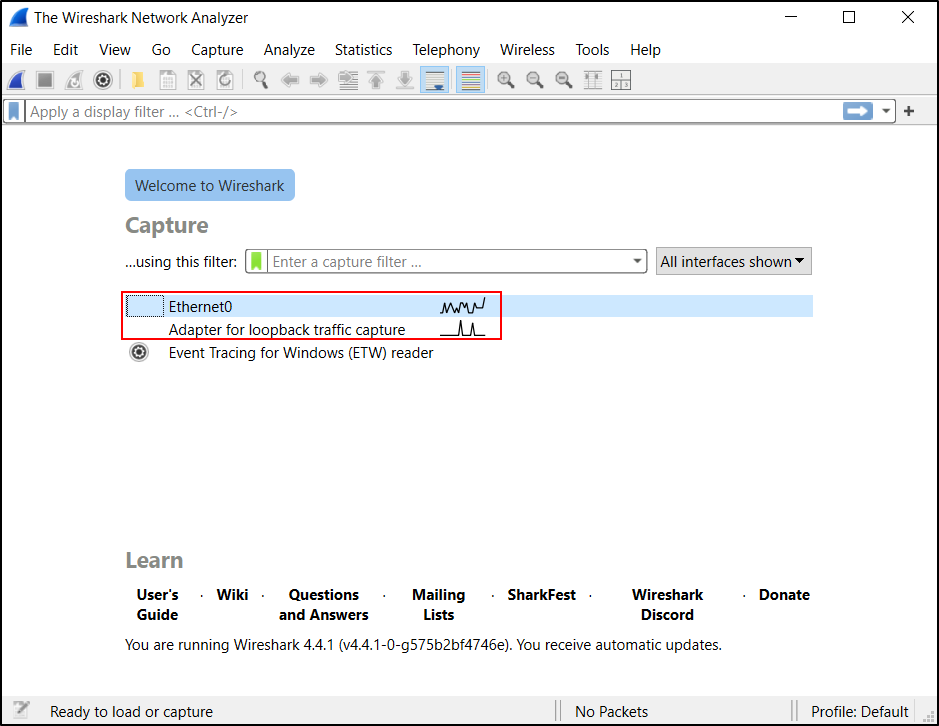 The Wireshark Network Analyzer
File Edit View Go Capture Analyze Statistics Telephony Wireless Tools Help
Apply a display filter ... <Ctrl-/>
Welcome to Wireshark
Capture
...using this filter: Enter a capture filter ... All interfaces shown
Ethernet0
Adapter for loopback traffic capture
Event Tracing for Windows (ETW) reader
Learn
User's Guide · Wiki · Questions and Answers · Mailing Lists · SharkFest · Wireshark Discord · Donate
You are running Wireshark 4.4.1 (v4.4.1-0-g575b2bf4746e). You receive automatic updates.
Ready to load or capture No Packets Profile: Default